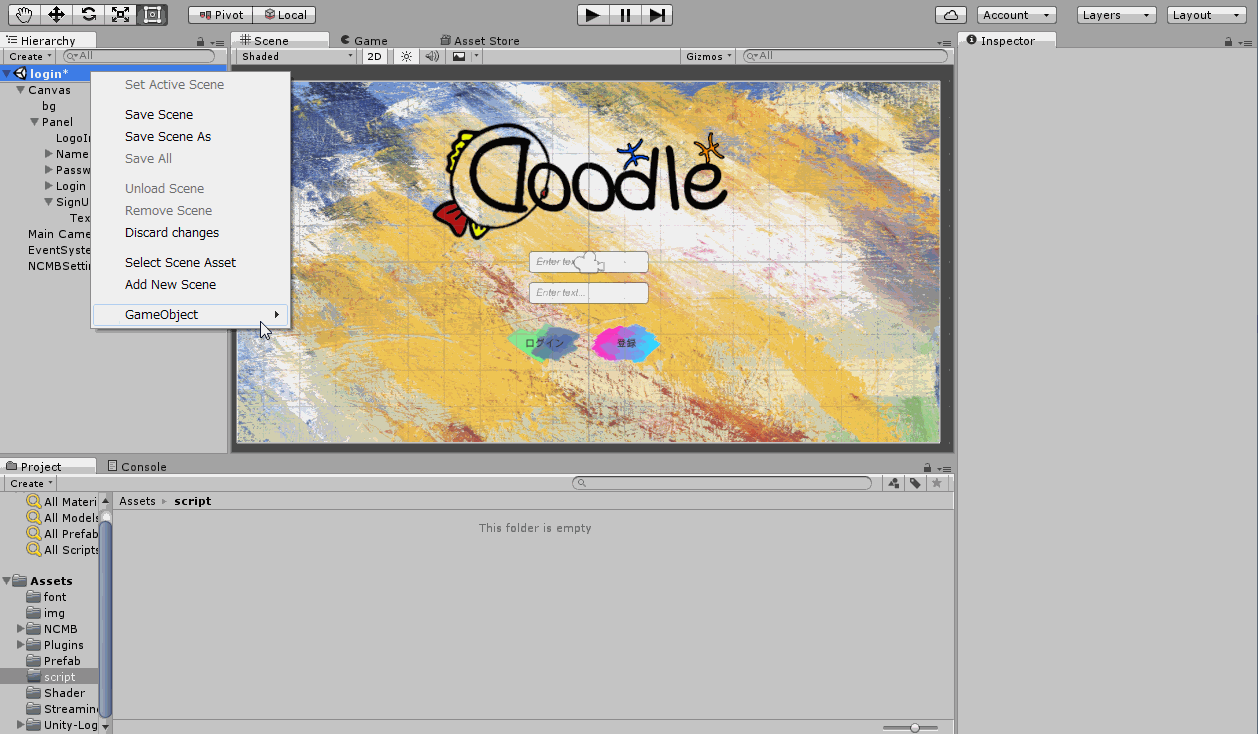 Pivot Local
Account Layers Layout
Hierarchy
Create All
login*
Canvas
bg
Panel
LogoIn
Name
Passw
Login
SignU
Tex
Main Came
EventSyste
NCMBSettin
Set Active Scene
Save Scene
Save Scene As
Save All
Unload Scene
Remove Scene
Discard changes
Select Scene Asset
Add New Scene
GameObject
Scene Game Asset Store
Shaded 2D Gizmos All
Doodle
Enter tex
Enter text...
ログイン 登録
Inspector
Project Console
Create
All Materi
All Models
All Prefab
All Scripts
Assets
font
img
NCMB
Plugins
Prefab
script
Shader
Streaming
Unity-Log
Assets script
This folder is empty